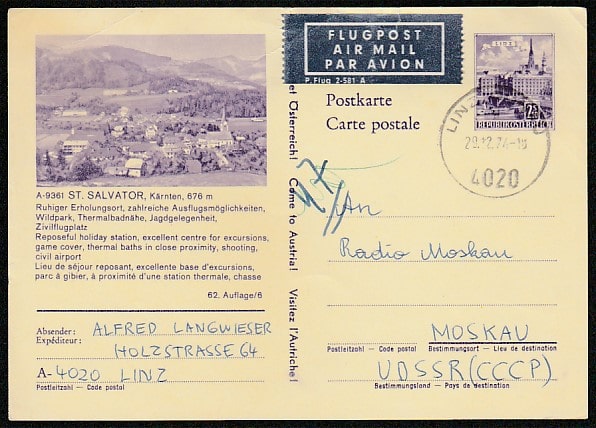 FLUGPOST
AIR MAIL
PAR AVION
P. Flug 2-581 A
LINZ
2½
REPUBLIK ÖSTERREICH
Postkarte
Carte postale
LINZ
29.12.74-18
4020
et Österreich! Come to Austria! Visitez l'Autriche!
A-9361 ST. SALVATOR, Kärnten, 676 m
Ruhiger Erholungsort, zahlreiche Ausflugsmöglichkeiten,
Wildpark, Thermalbadnähe, Jagdgelegenheit,
Zivilflugplatz
Reposeful holiday station, excellent centre for excursions,
game cover, thermal baths in close proximity, shooting,
civil airport
Lieu de séjour reposant, excellente base d'excursions,
parc à gibier, à proximité d'une station thermale, chasse
62. Auflage/6
Absender: ALFRED LANGWIESER
Expéditeur:
HOLZSTRASSE 64
A-4020 LINZ
Postleitzahl — Code postal
An
Radio Moskau
MOSKAU
Postleitzahl — Code postal Bestimmungsort — Lieu de destination
UDSSR (CCCP)
Bestimmungsland — Pays de destination